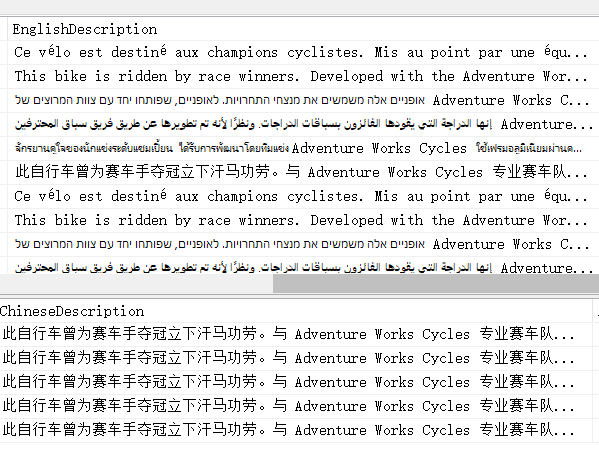 EnglishDescription
Ce vélo est destiné aux champions cyclistes. Mis au point par une équ...
This bike is ridden by race winners. Developed with the Adventure Wor...
אופניים אלה משמשים את מנצחי התחרויות. לאופניים, שפותחו יחד עם צוות המרוצים של Adventure Works C...
إنها الدراجة التي يقودها الفائزون بسباقات الدراجات. ونظرًا لأنه تم تطويرها عن طريق فريق سباق المحترفين Adventure...
จักรยานคู่ใจของนักแข่งระดับแชมเปี้ยน ได้รับการพัฒนาโดยทีมแข่ง Adventure Works Cycles ใช้เฟรมอลูมิเนียมผ่านค...
此自行车曾为赛车手夺冠立下汗马功劳。与 Adventure Works Cycles 专业赛车队...
Ce vélo est destiné aux champions cyclistes. Mis au point par une équ...
This bike is ridden by race winners. Developed with the Adventure Wor...
אופניים אלה משמשים את מנצחי התחרויות. לאופניים, שפותחו יחד עם צוות המרוצים של Adventure Works C...
إنها الدراجة التي يقودها الفائزون بسباقات الدراجات. ونظرًا لأنه تم تطويرها عن طريق فريق سباق المحترفين Adventure...
ChineseDescription
此自行车曾为赛车手夺冠立下汗马功劳。与 Adventure Works Cycles 专业赛车队...
此自行车曾为赛车手夺冠立下汗马功劳。与 Adventure Works Cycles 专业赛车队...
此自行车曾为赛车手夺冠立下汗马功劳。与 Adventure Works Cycles 专业赛车队...
此自行车曾为赛车手夺冠立下汗马功劳。与 Adventure Works Cycles 专业赛车队...
此自行车曾为赛车手夺冠立下汗马功劳。与 Adventure Works Cycles 专业赛车队...